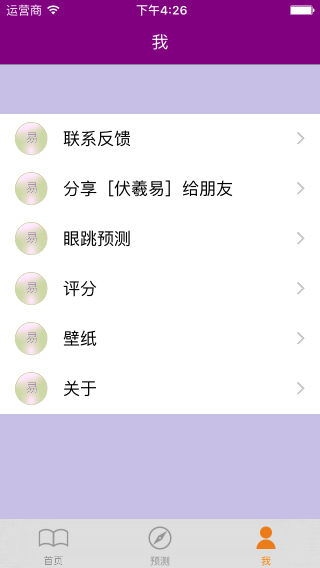 运营商 下午4:26
我
易 联系反馈
易 分享［伏羲易］给朋友
易 眼跳预测
易 评分
易 壁纸
易 关于
首页 预测 我